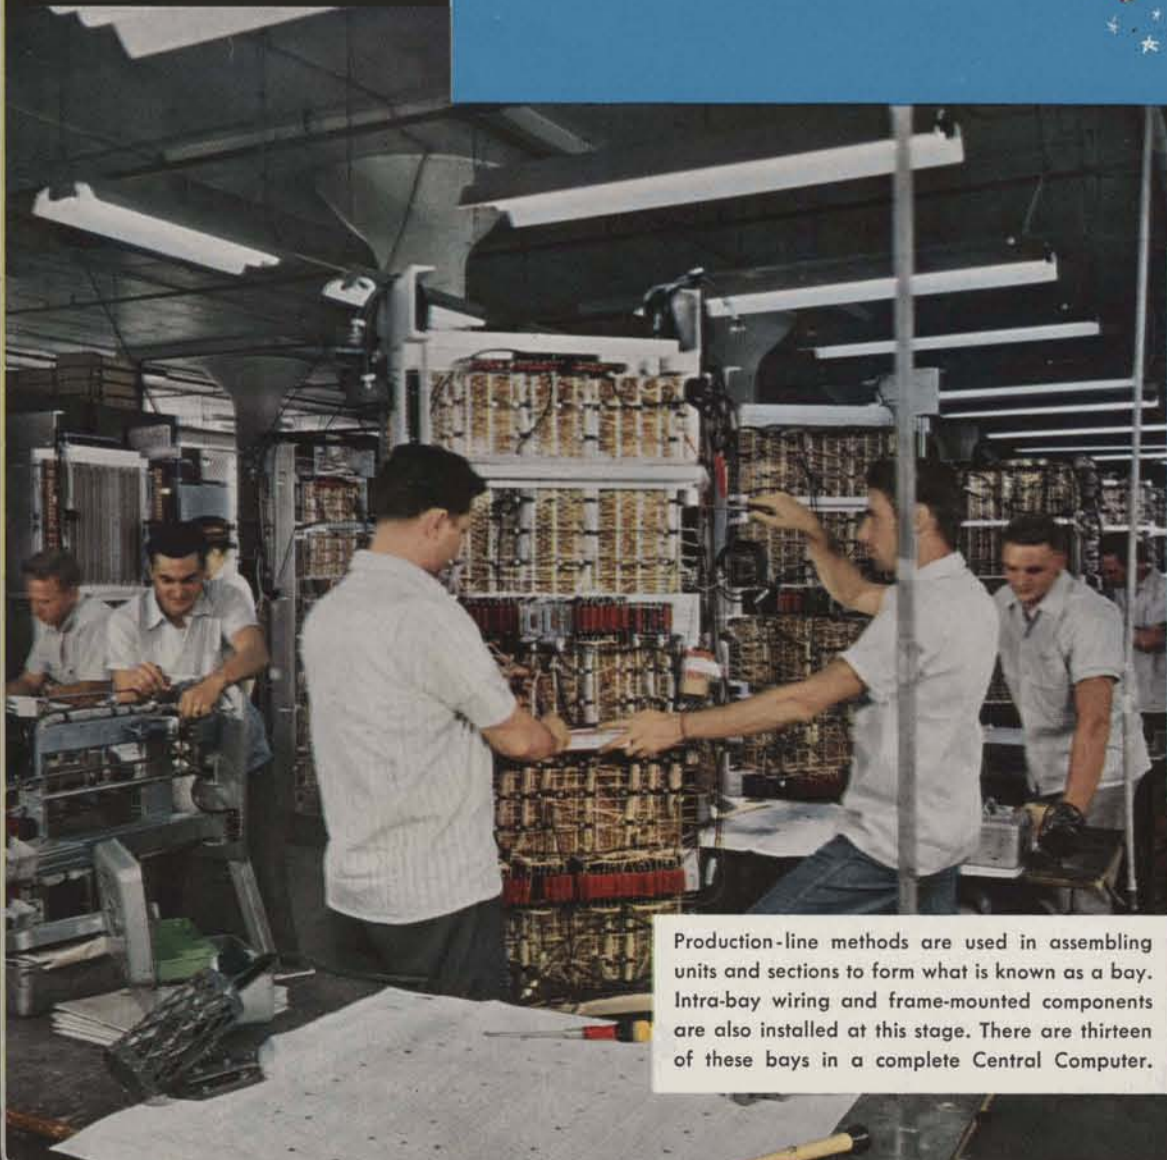 Production-line methods are used in assembling
units and sections to form what is known as a bay.
Intra-bay wiring and frame-mounted components
are also installed at this stage. There are thirteen
of these bays in a complete Central Computer.